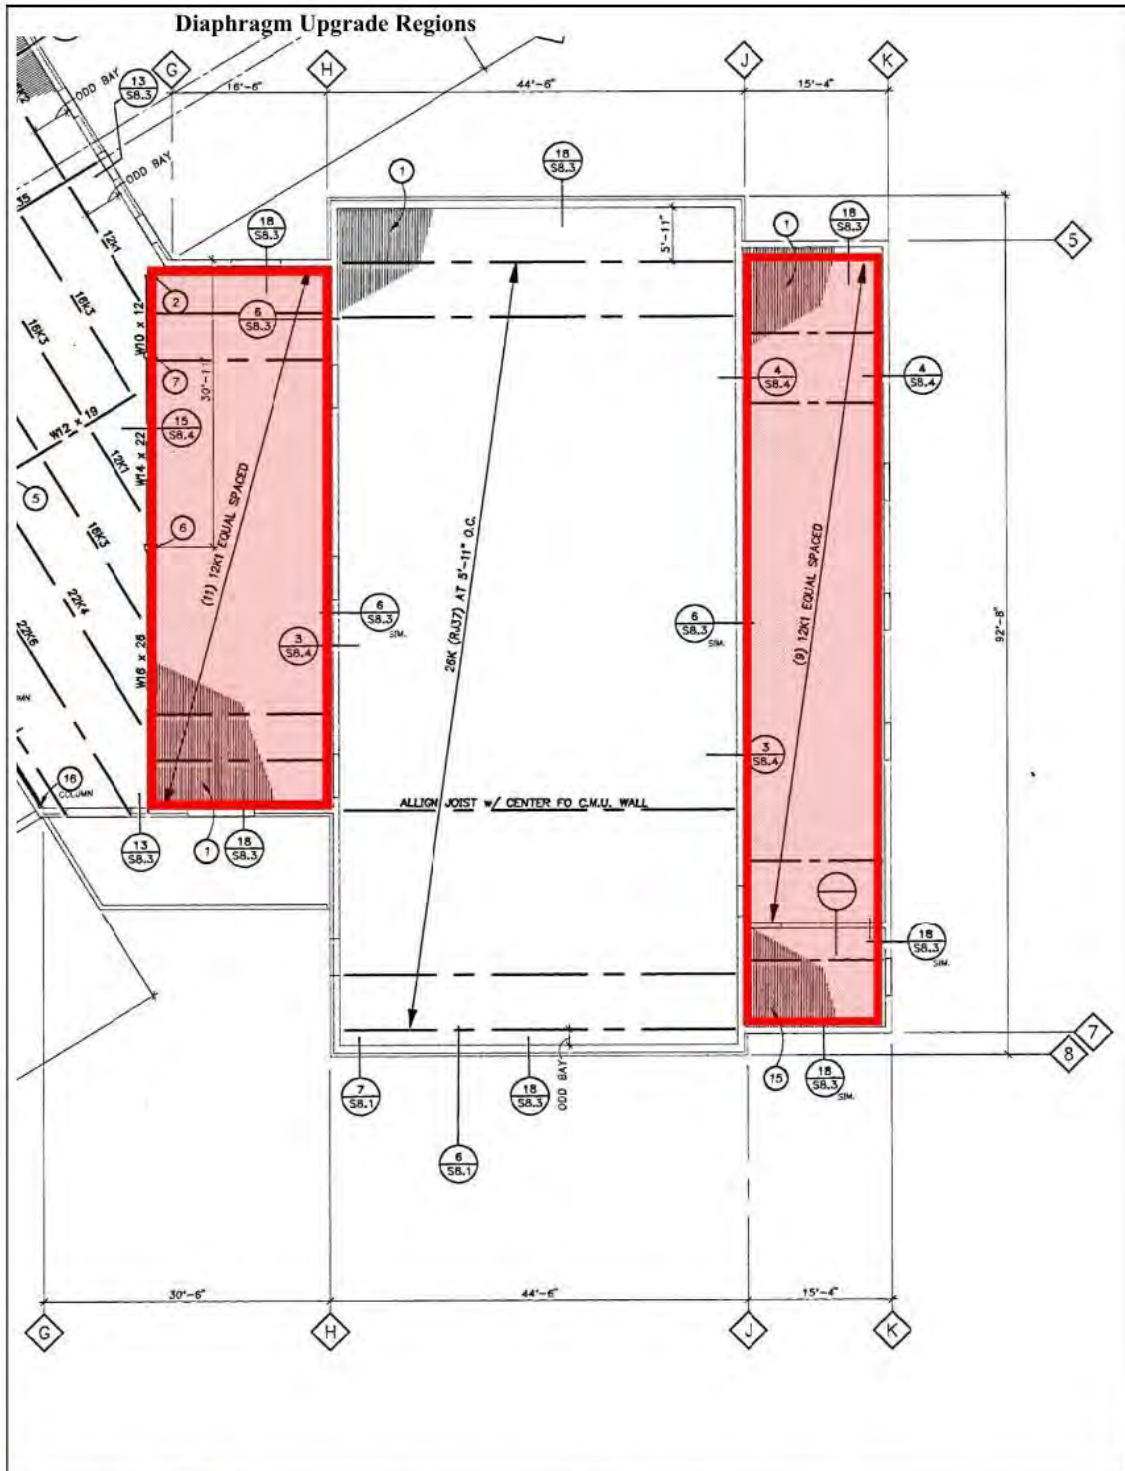 Diaphragm Upgrade Regions
G
H
J
K
13
S8.3
ODD BAY
16'-6"
44'-6"
15'-4"
ODD BAY
1
18
S8.3
1
18
S8.3
5
35
12K1
18
S8.3
5'-11"
16K3
2
6
S8.3
W10 x 12
16K3
7
30'-11"
4
S8.4
4
S8.4
W12 x 19
15
S8.4
W14 x 22
12K1
5
16K3
6
(11) 12K1 EQUAL SPACED
26K (RJ37) AT 5'-11" O.C.
(9) 12K1 EQUAL SPACED
92'-8"
22K4
6
S8.3
SIM.
6
S8.3
SIM.
22K6
3
S8.4
W16 x 26
3
S8.4
16
COLUMN
ALLIGN JOIST w/ CENTER FO C.M.U. WALL
13
S8.3
1
18
S8.3
18
S8.3
SIM.
7
8
7
S8.1
18
S8.3
ODD BAY
15
18
S8.3
SIM.
6
S8.1
30'-6"
44'-6"
15'-4"
G
H
J
K